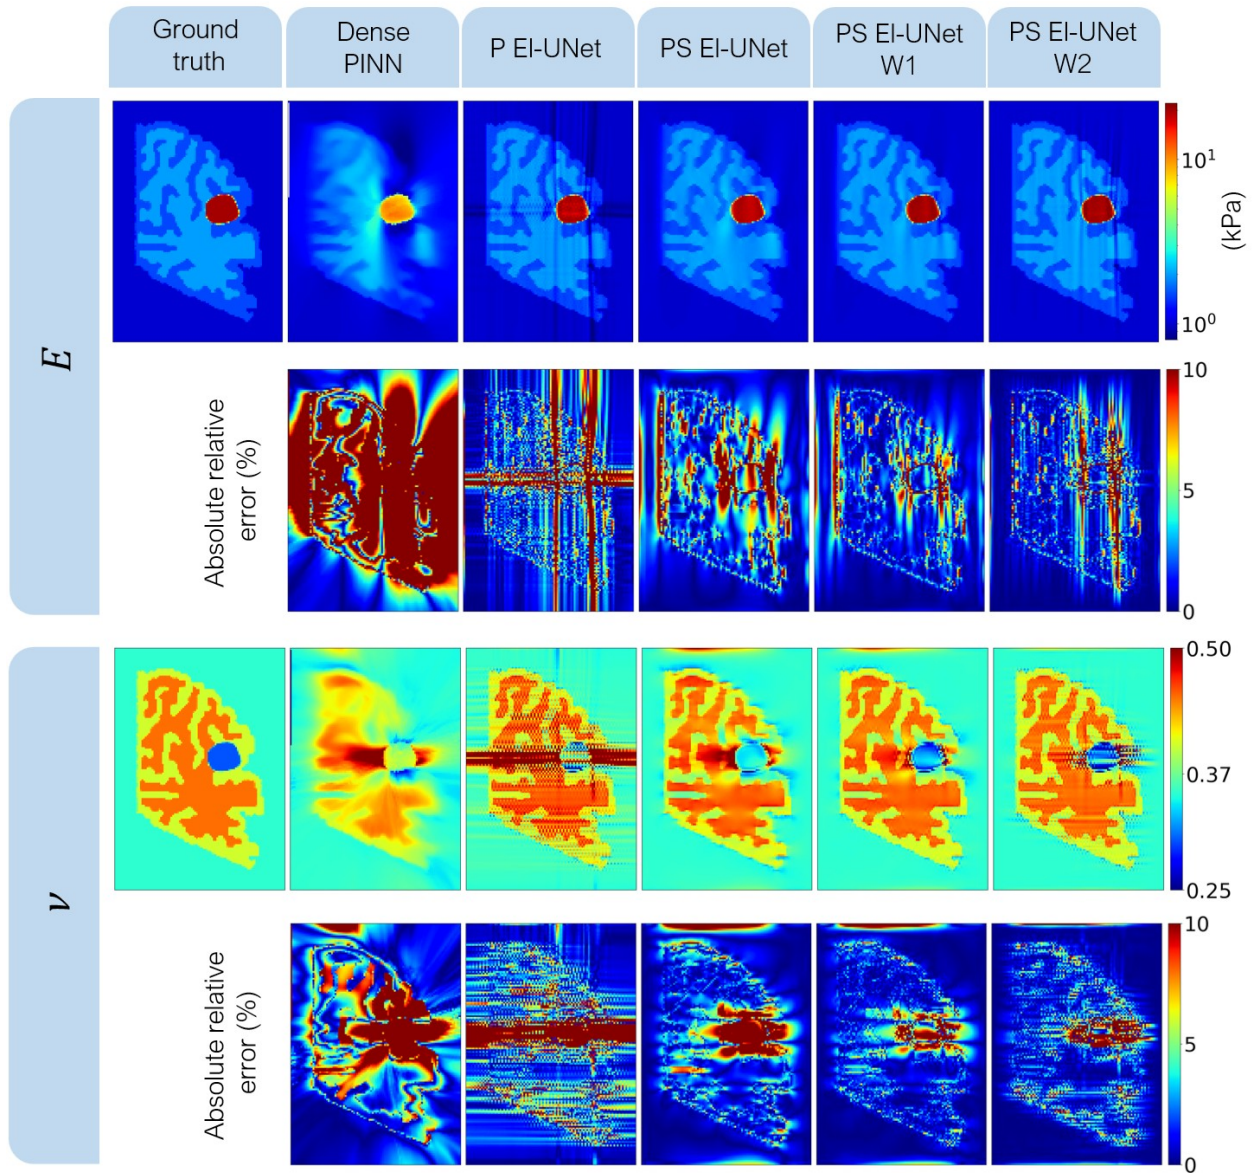 Ground
truth
Dense
PINN
P El-UNet
PS El-UNet
PS El-UNet
W1
PS El-UNet
W2
E
10¹
10⁰
(kPa)
Absolute relative
error (%)
10
5
0
ν
0.50
0.37
0.25
Absolute relative
error (%)
10
5
0